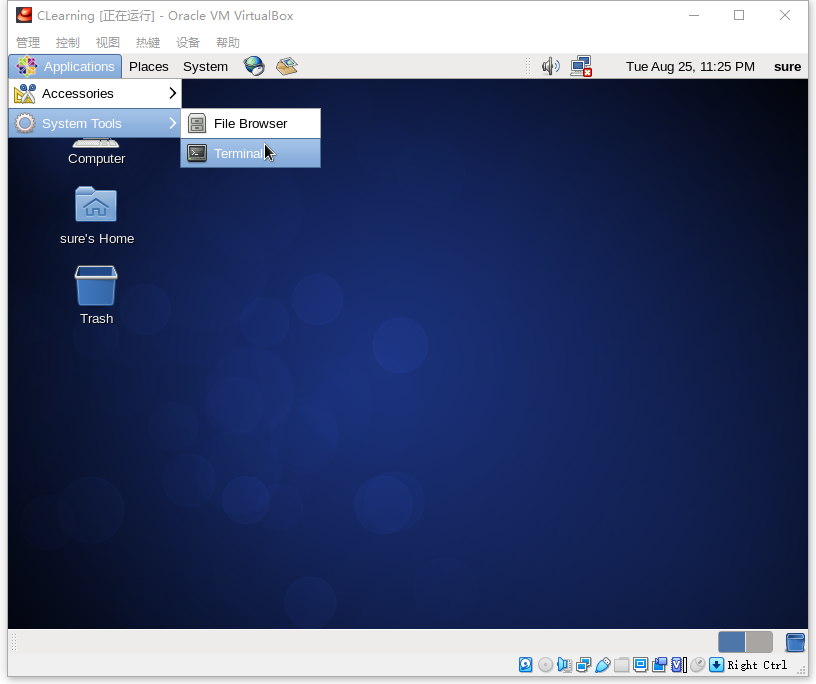 CLearning [正在运行] - Oracle VM VirtualBox
管理 控制 视图 热键 设备 帮助
Applications Places System Tue Aug 25, 11:25 PM sure
Accessories
System Tools File Browser
Terminal
Computer
sure's Home
Trash
Right Ctrl